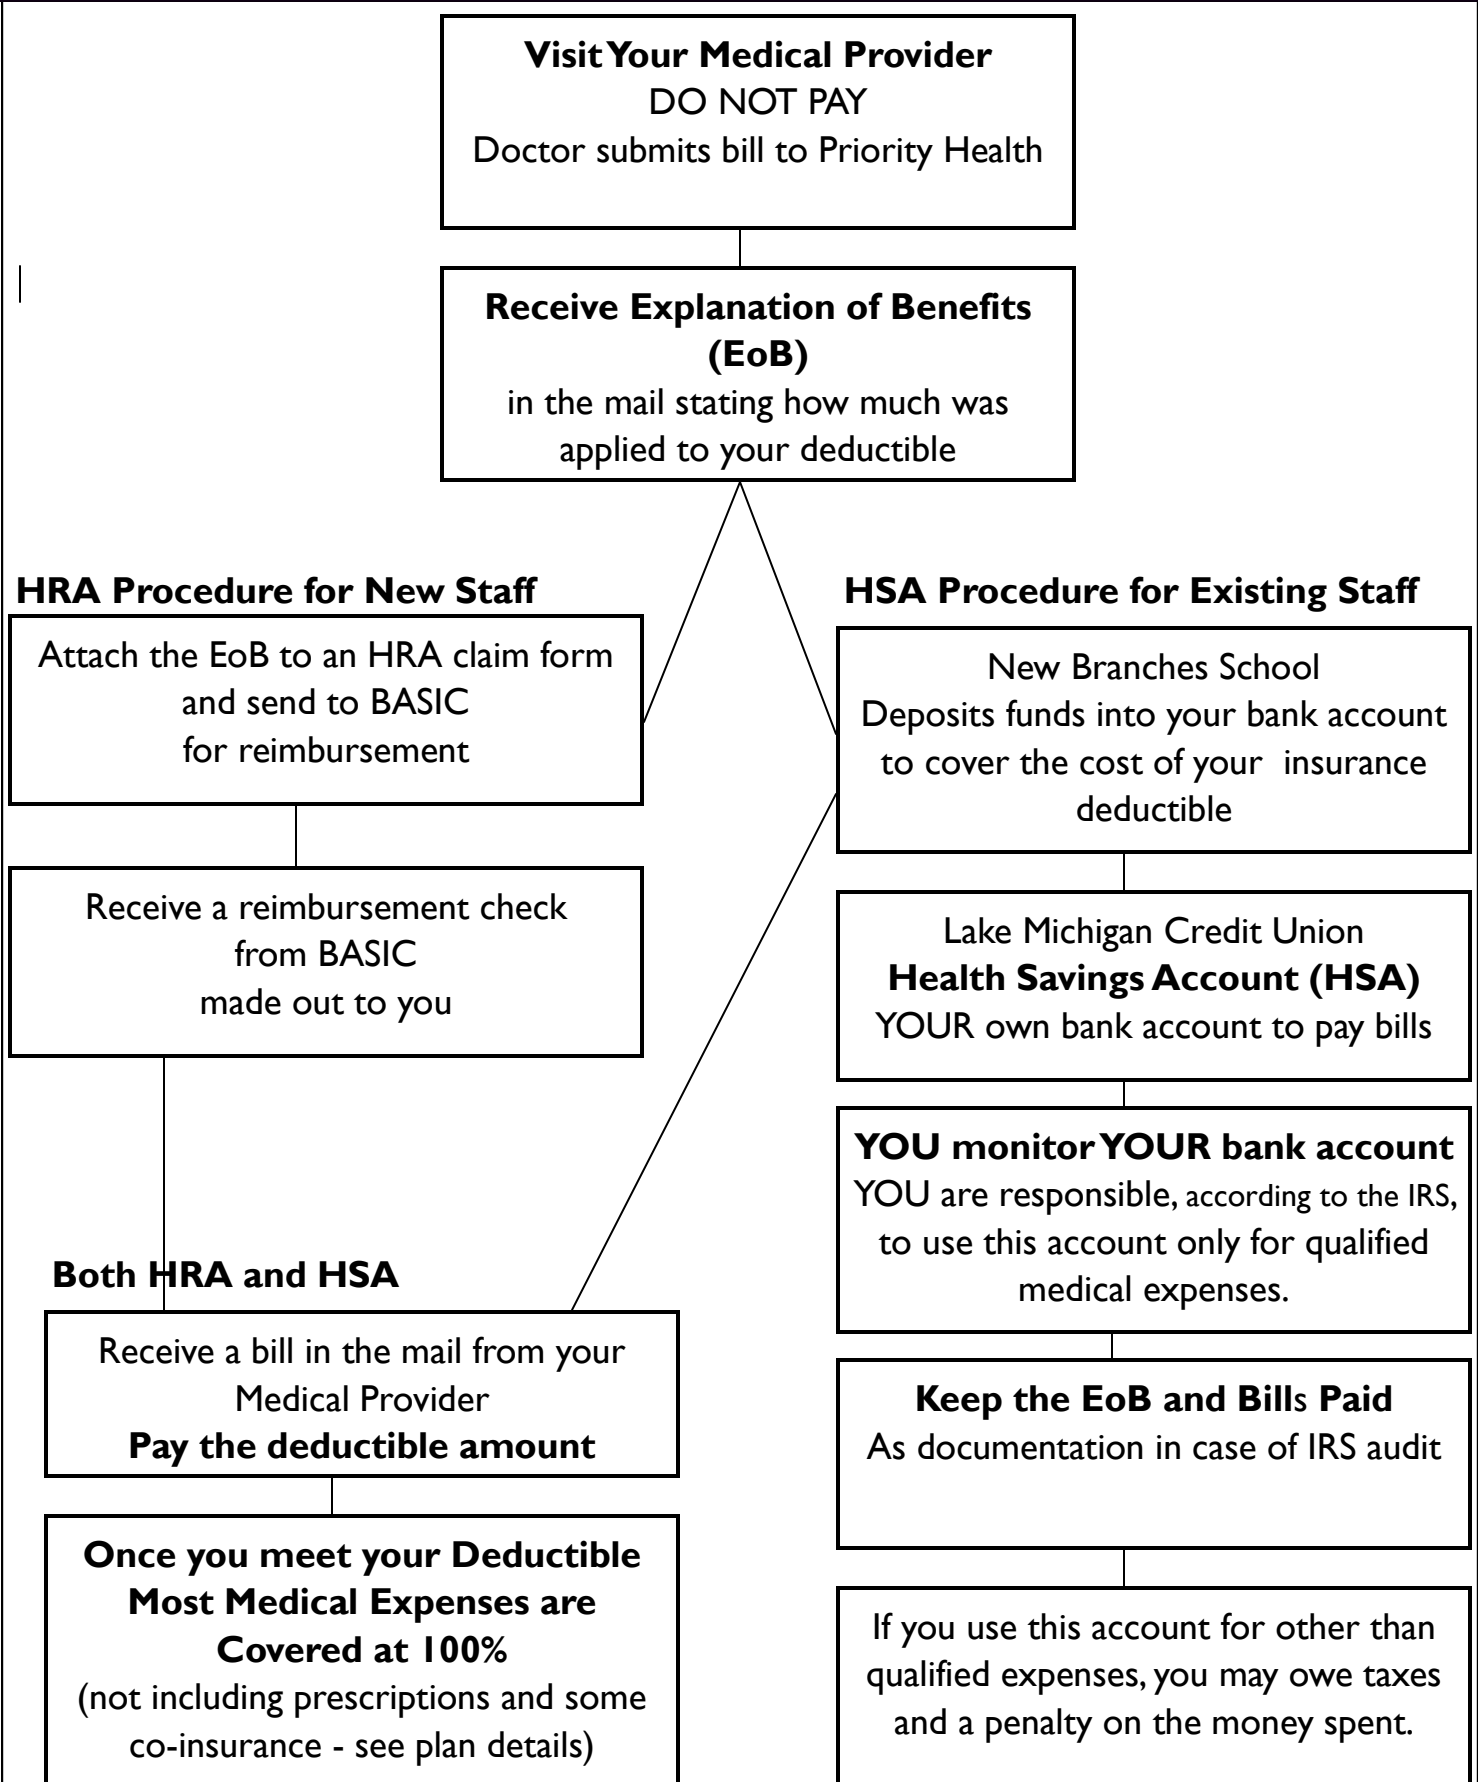 Visit Your Medical Provider
DO NOT PAY
Doctor submits bill to Priority Health
Receive Explanation of Benefits
(EoB)
in the mail stating how much was
applied to your deductible
HRA Procedure for New Staff
Attach the EoB to an HRA claim form
and send to BASIC
for reimbursement
Receive a reimbursement check
from BASIC
made out to you
HSA Procedure for Existing Staff
New Branches School
Deposits funds into your bank account
to cover the cost of your insurance
deductible
Lake Michigan Credit Union
Health Savings Account (HSA)
YOUR own bank account to pay bills
YOU monitor YOUR bank account
YOU are responsible, according to the IRS,
to use this account only for qualified
medical expenses.
Keep the EoB and Bills Paid
As documentation in case of IRS audit
If you use this account for other than
qualified expenses, you may owe taxes
and a penalty on the money spent.
Both HRA and HSA
Receive a bill in the mail from your
Medical Provider
Pay the deductible amount
Once you meet your Deductible
Most Medical Expenses are
Covered at 100%
(not including prescriptions and some
co-insurance - see plan details)